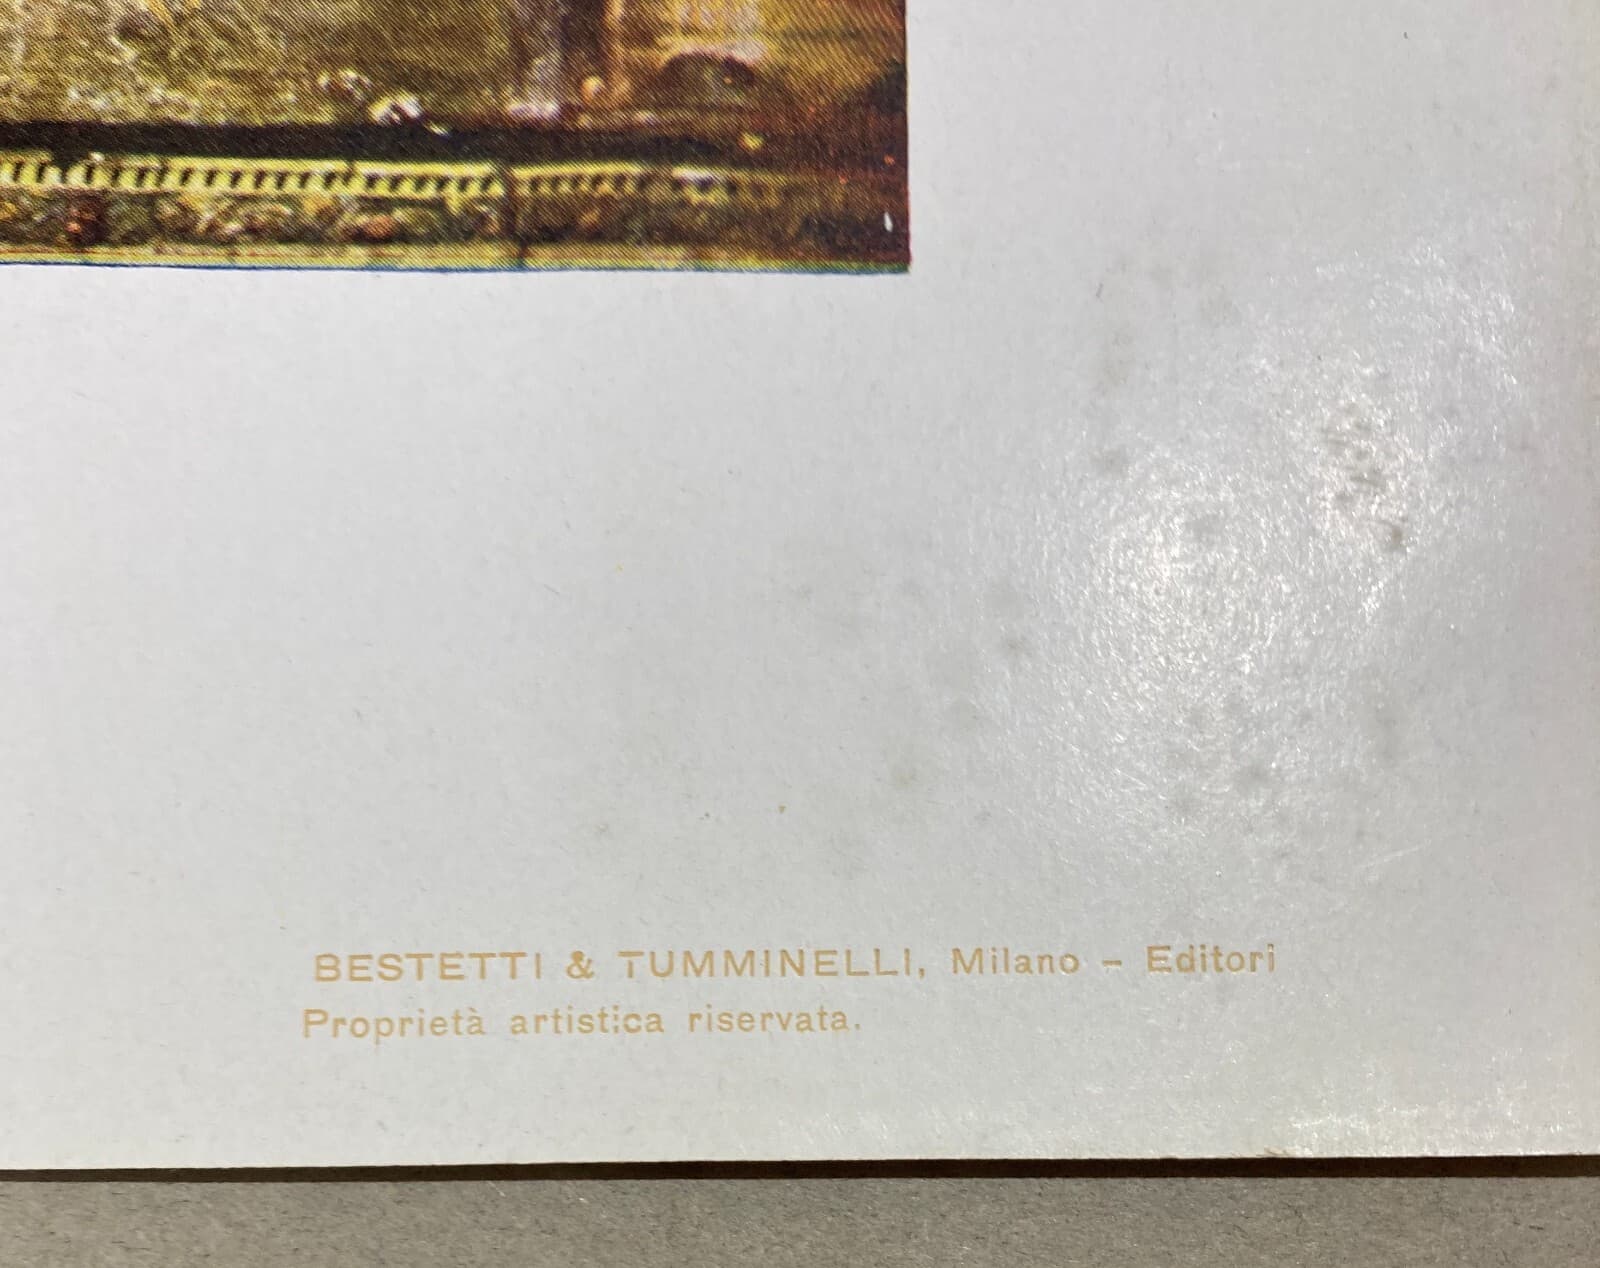 BESTETTI & TUMMINELLI, Milano – Editori
Proprietà artistica riservata.